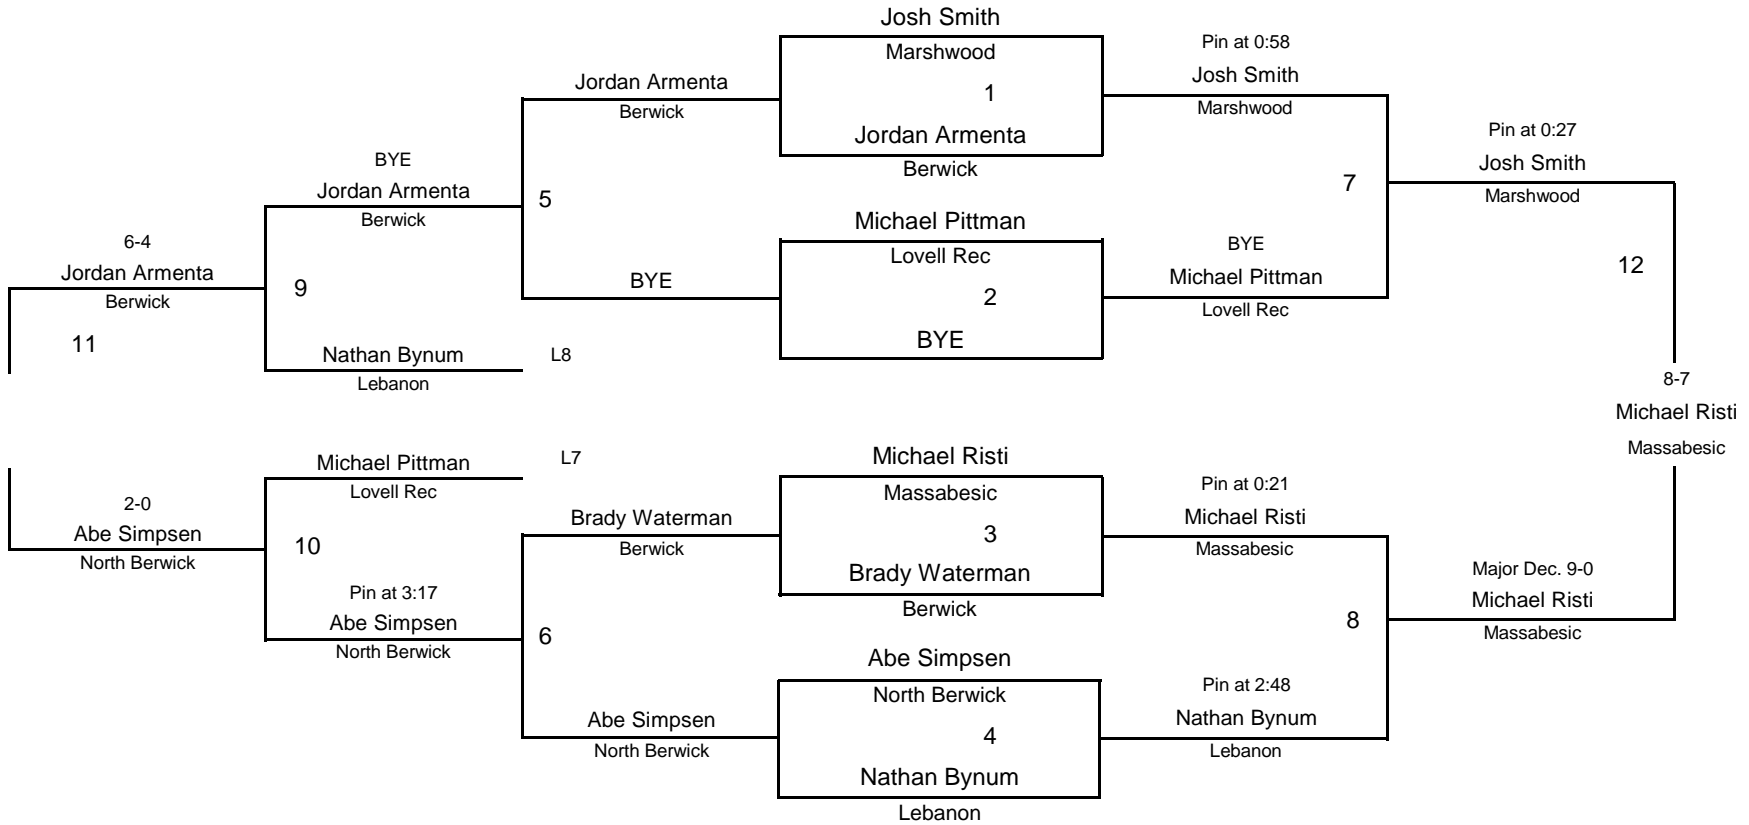 Josh Smith
Marshwood
1
Jordan Armenta
Berwick
Pin at 0:58
Josh Smith
Marshwood
Jordan Armenta
Berwick
Pin at 0:27
Josh Smith
Marshwood
BYE
Jordan Armenta
Berwick
5
7
Michael Pittman
Lovell Rec
2
BYE
BYE
Michael Pittman
Lovell Rec
BYE
12
6-4
Jordan Armenta
Berwick
9
11
Nathan Bynum
Lebanon
L8
8-7
Michael Risti
Massabesic
Michael Pittman
Lovell Rec
L7
Michael Risti
Massabesic
3
Brady Waterman
Berwick
Pin at 0:21
Michael Risti
Massabesic
Brady Waterman
Berwick
2-0
Abe Simpsen
North Berwick
10
Pin at 3:17
Abe Simpsen
North Berwick
6
8
Major Dec. 9-0
Michael Risti
Massabesic
Abe Simpsen
North Berwick
4
Nathan Bynum
Lebanon
Abe Simpsen
North Berwick
Pin at 2:48
Nathan Bynum
Lebanon